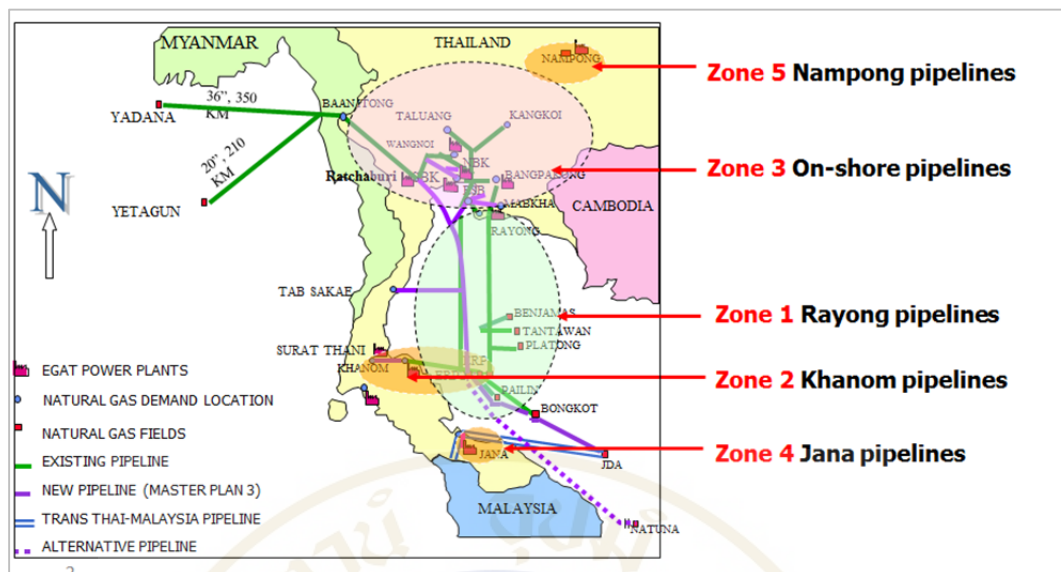 MYANMAR
THAILAND
NAMPONG
Zone 5 Nampong pipelines
36", 350
KM
YADANA
BAANITONG
TALUANG
KANGKOI
WANGNOI
NBK
Zone 3 On-shore pipelines
Ratchaburi
BANGPAKONG
20", 210
KM
N
YETAGUN
MABKHA
CAMBODIA
RAYONG
TAB SAKAE
BENJAMAS
Zone 1 Rayong pipelines
TANTAWAN
PLATONG
SURAT THANI
KHANOM
EGAT POWER PLANTS
Zone 2 Khanom pipelines
NATURAL GAS DEMAND LOCATION
BONGKOT
NATURAL GAS FIELDS
JANA
Zone 4 Jana pipelines
EXISTING PIPELINE
JDA
NEW PIPELINE (MASTER PLAN 3)
MALAYSIA
TRANS THAI-MALAYSIA PIPELINE
NATUNA
ALTERNATIVE PIPELINE